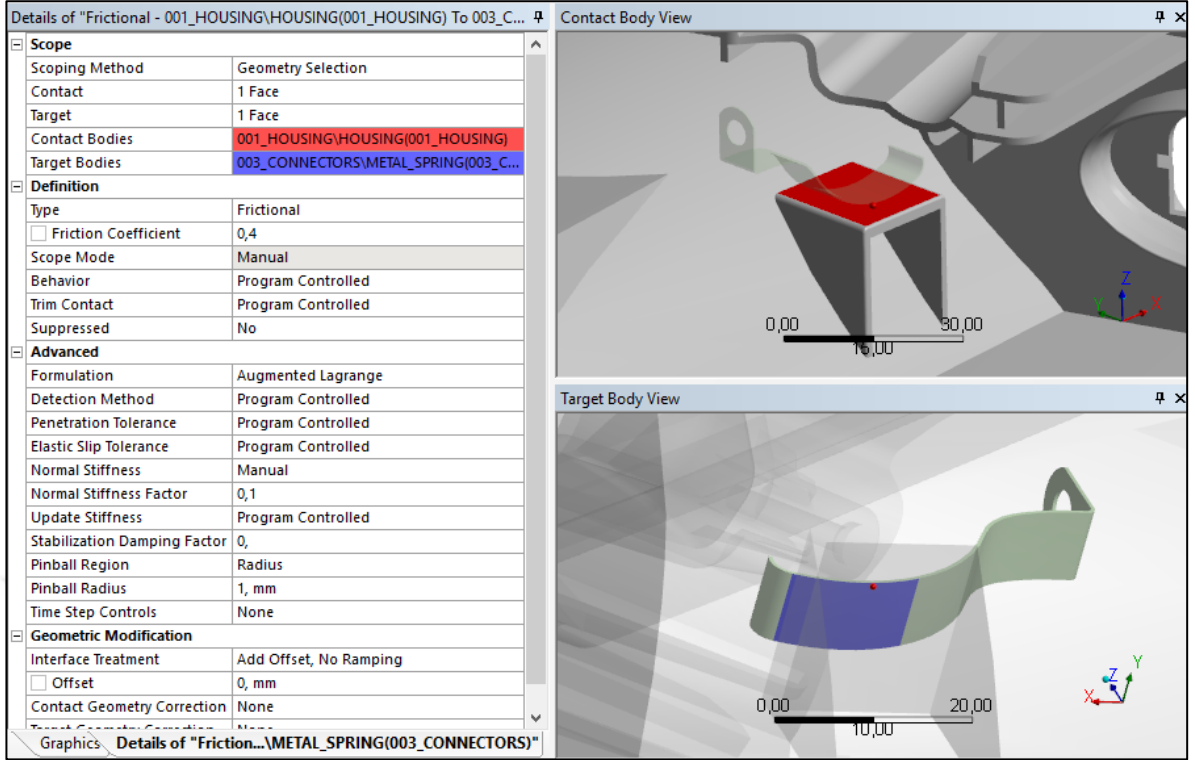 Details of "Frictional - 001_HOUSING\HOUSING(001_HOUSING) To 003_C...
Scope
Scoping Method Geometry Selection
Contact 1 Face
Target 1 Face
Contact Bodies 001_HOUSING\HOUSING(001_HOUSING)
Target Bodies 003_CONNECTORS\METAL_SPRING(003_C...
Definition
Type Frictional
Friction Coefficient 0,4
Scope Mode Manual
Behavior Program Controlled
Trim Contact Program Controlled
Suppressed No
Advanced
Formulation Augmented Lagrange
Detection Method Program Controlled
Penetration Tolerance Program Controlled
Elastic Slip Tolerance Program Controlled
Normal Stiffness Manual
Normal Stiffness Factor 0,1
Update Stiffness Program Controlled
Stabilization Damping Factor 0,
Pinball Region Radius
Pinball Radius 1, mm
Time Step Controls None
Geometric Modification
Interface Treatment Add Offset, No Ramping
Offset 0, mm
Contact Geometry Correction None
Graphics Details of "Friction...\METAL_SPRING(003_CONNECTORS)"
Contact Body View
Z
Y X
0,00 30,00
15,00
Target Body View
Y
Z
X
0,00 20,00
10,00